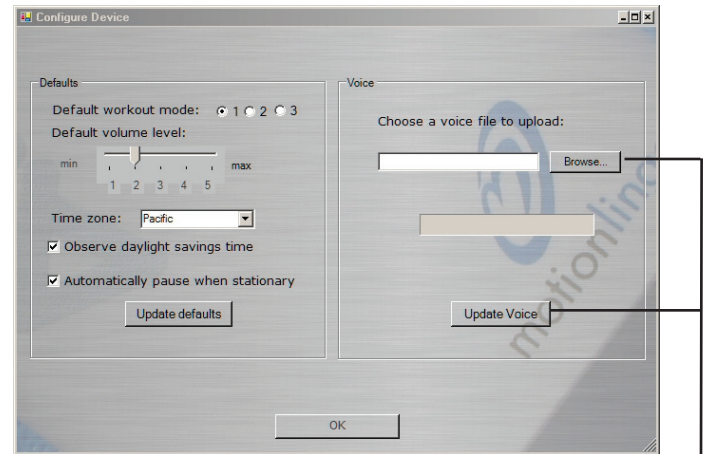 Configure Device
Defaults
Default workout mode: 1 2 3
Default volume level:
min max
1 2 3 4 5
Time zone: Pacific
Observe daylight savings time
Automatically pause when stationary
Update defaults
Voice
Choose a voice file to upload:
Browse...
Update Voice
motionlingo
OK